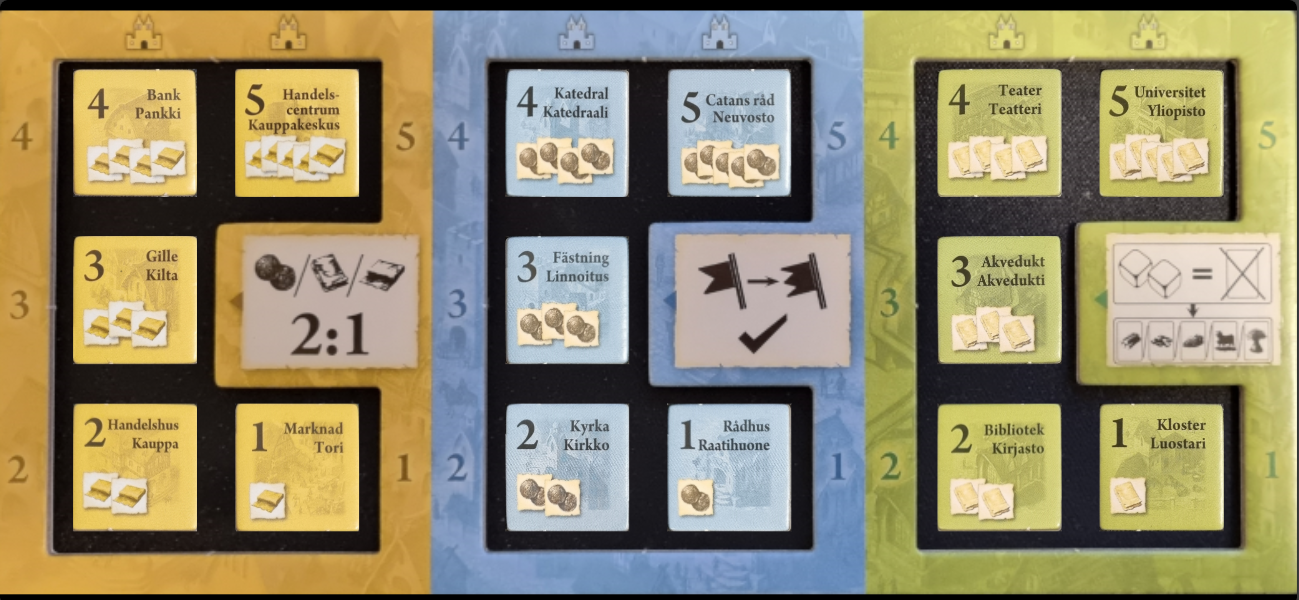 4
Bank
Pankki
5
Handels-
centrum
Kauppakeskus
4
5
3
Gille
Kilta
3
2:1
2
Handelshus
Kauppa
1
Marknad
Tori
2
1
4
Katedral
Katedraali
5
Catans råd
Neuvosto
4
5
3
Fästning
Linnoitus
3
2
Kyrka
Kirkko
1
Rådhus
Raatihuone
2
1
4
Teater
Teatteri
5
Universitet
Yliopisto
4
5
3
Akvedukt
Akvedukti
3
=
2
Bibliotek
Kirjasto
1
Kloster
Luostari
2
1